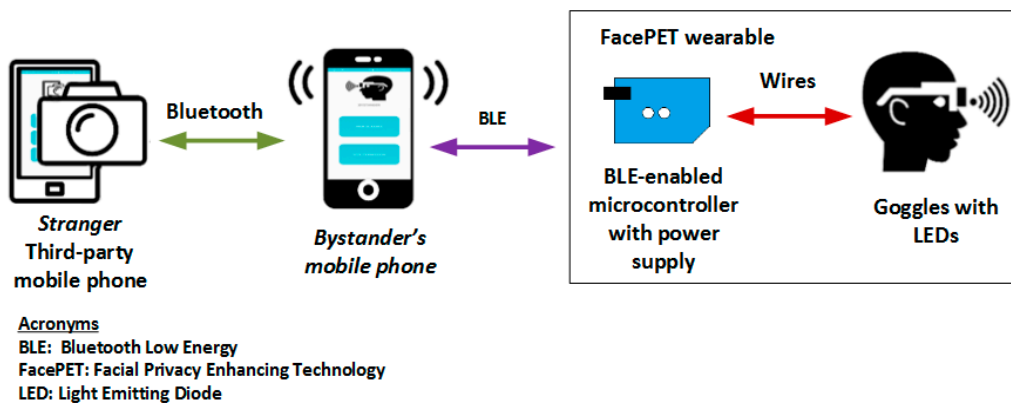 FacePET wearable
Bluetooth
BLE
Wires
Stranger
Third-party
mobile phone
Bystander's
mobile phone
BLE-enabled
microcontroller
with power
supply
Goggles with
LEDs
Acronyms
BLE: Bluetooth Low Energy
FacePET: Facial Privacy Enhancing Technology
LED: Light Emitting Diode